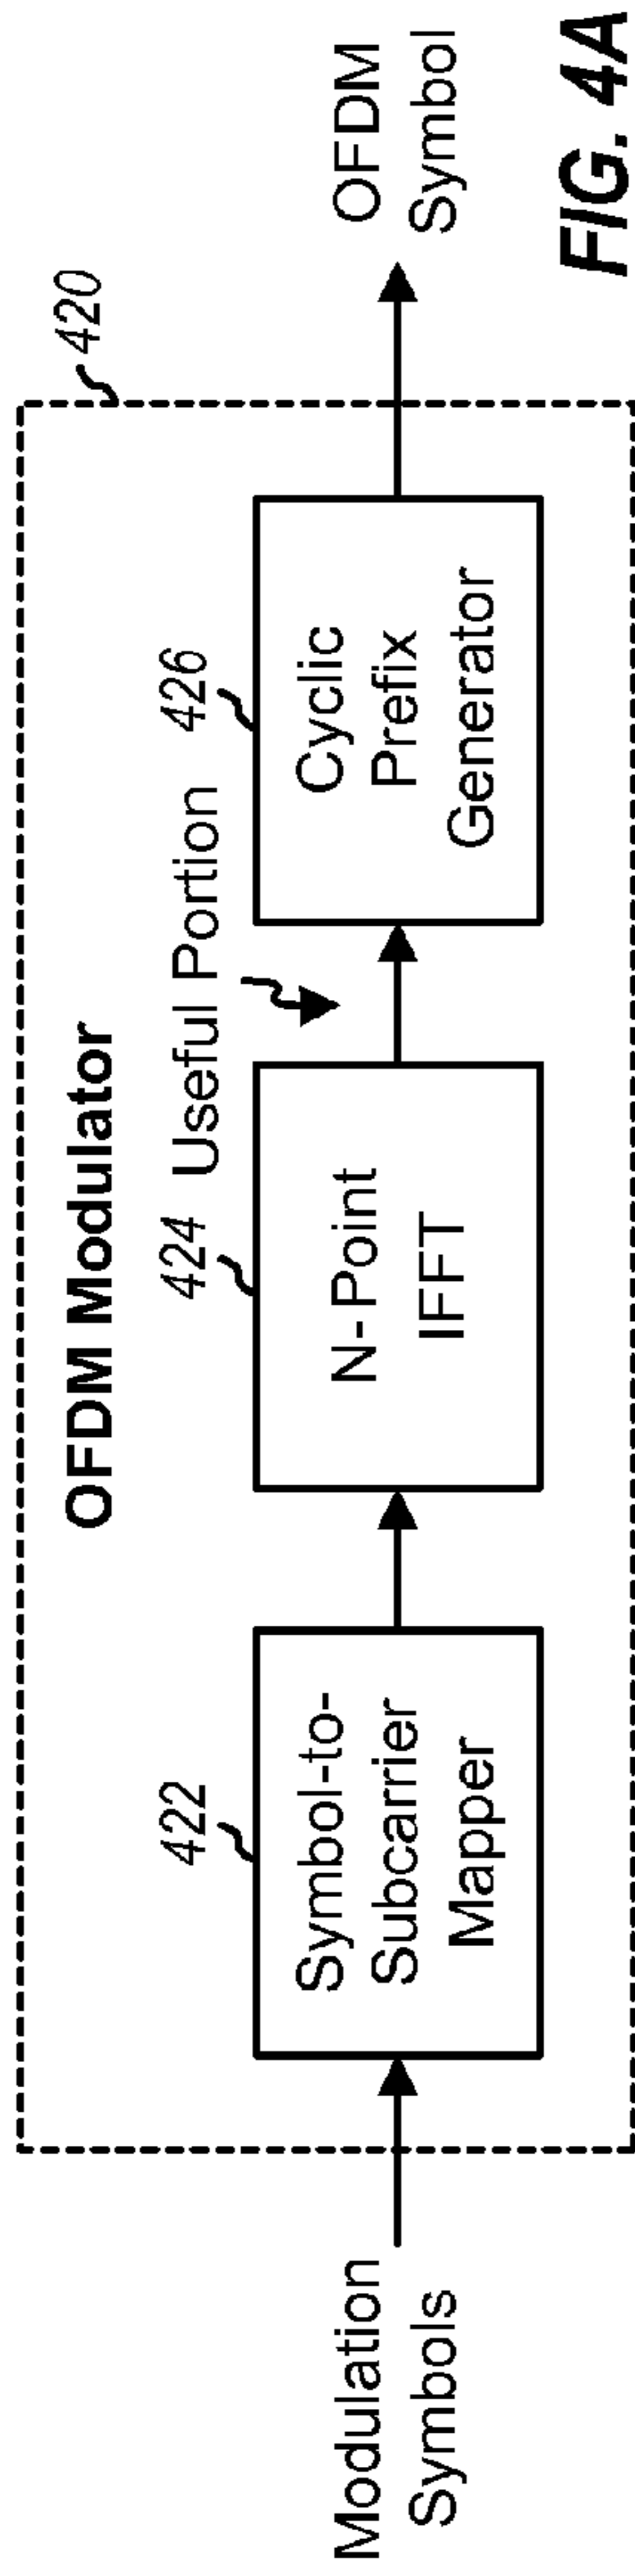 OFDM Modulator
420
Modulation
Symbols
422
Symbol-to-
Subcarrier
Mapper
424
N-Point
IFFT
Useful Portion
426
Cyclic
Prefix
Generator
OFDM
Symbol
FIG. 4A